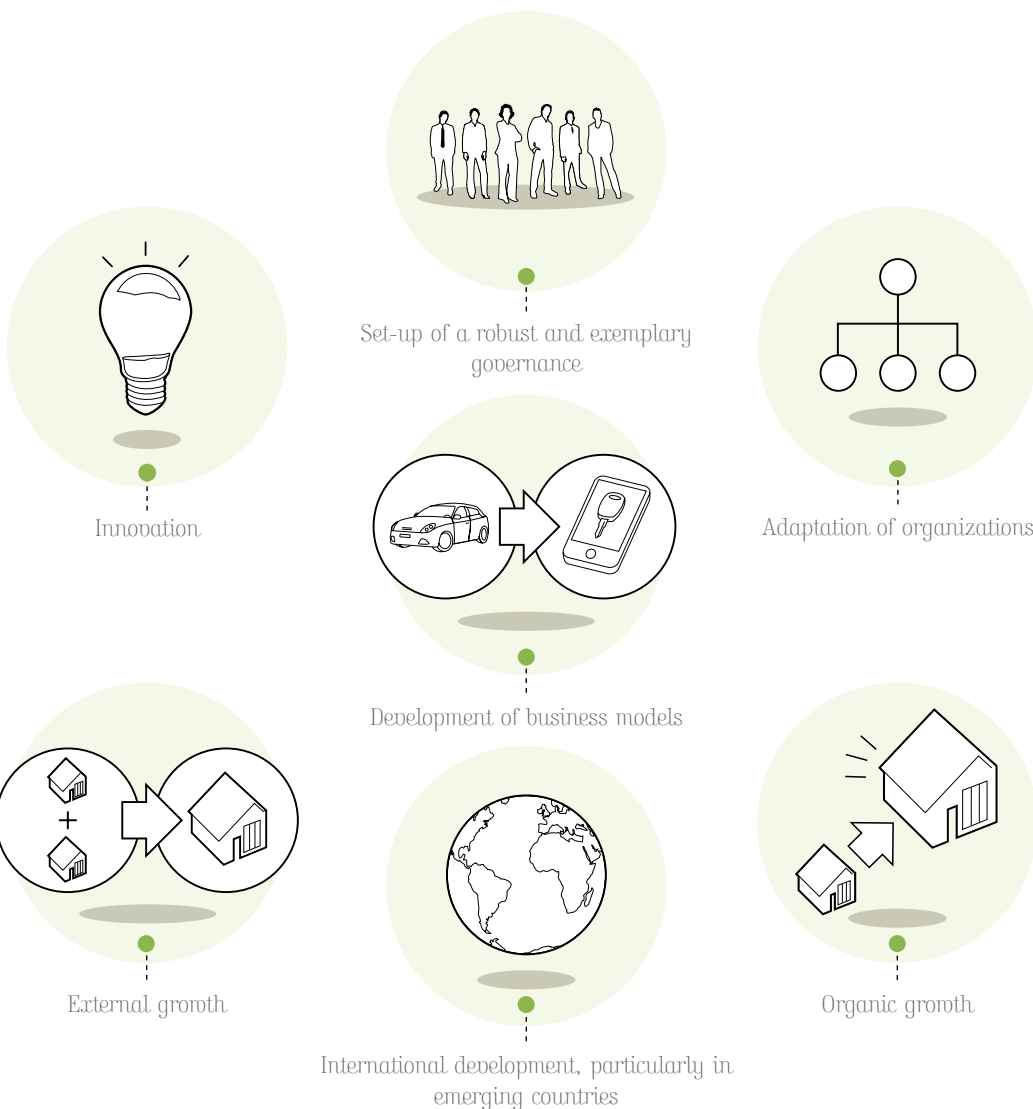 Set-up of a robust and exemplary
governance
Innovation
Adaptation of organizations
Development of business models
External growth
Organic growth
International development, particularly in
emerging countries